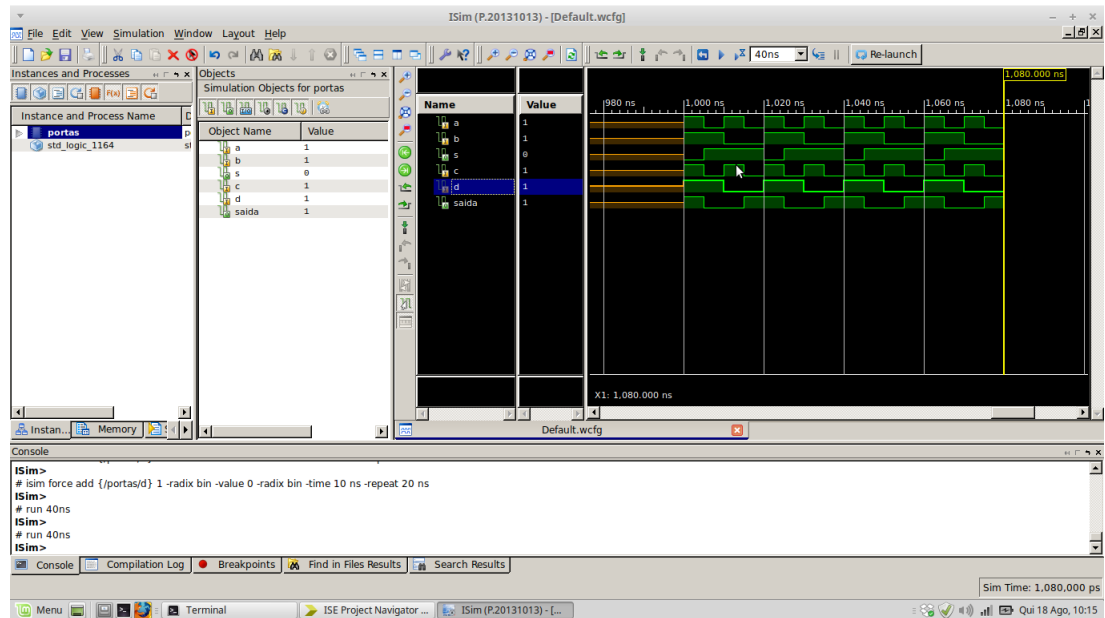 ISim (P.20131013) - [Default.wcfg]
File Edit View Simulation Window Layout Help
40ns
Re-launch
Instances and Processes
Instance and Process Name
D
portas
p
std_logic_1164
st
Objects
Simulation Objects for portas
Object Name Value
a 1
b 1
s 0
c 1
d 1
saida 1
Name Value
a 1
b 1
s 0
c 1
d 1
saida 1
1,080.000 ns
980 ns 1,000 ns 1,020 ns 1,040 ns 1,060 ns 1,080 ns 1
X1: 1,080.000 ns
Instan... Memory
Default.wcfg
Console
ISim>
# isim force add {/portas/d} 1 -radix bin -value 0 -radix bin -time 10 ns -repeat 20 ns
ISim>
# run 40ns
ISim>
# run 40ns
ISim>
Console Compilation Log Breakpoints Find in Files Results Search Results
Sim Time: 1,080,000 ps
Menu Terminal ISE Project Navigator ... ISim (P.20131013) - [... Qui 18 Ago, 10:15